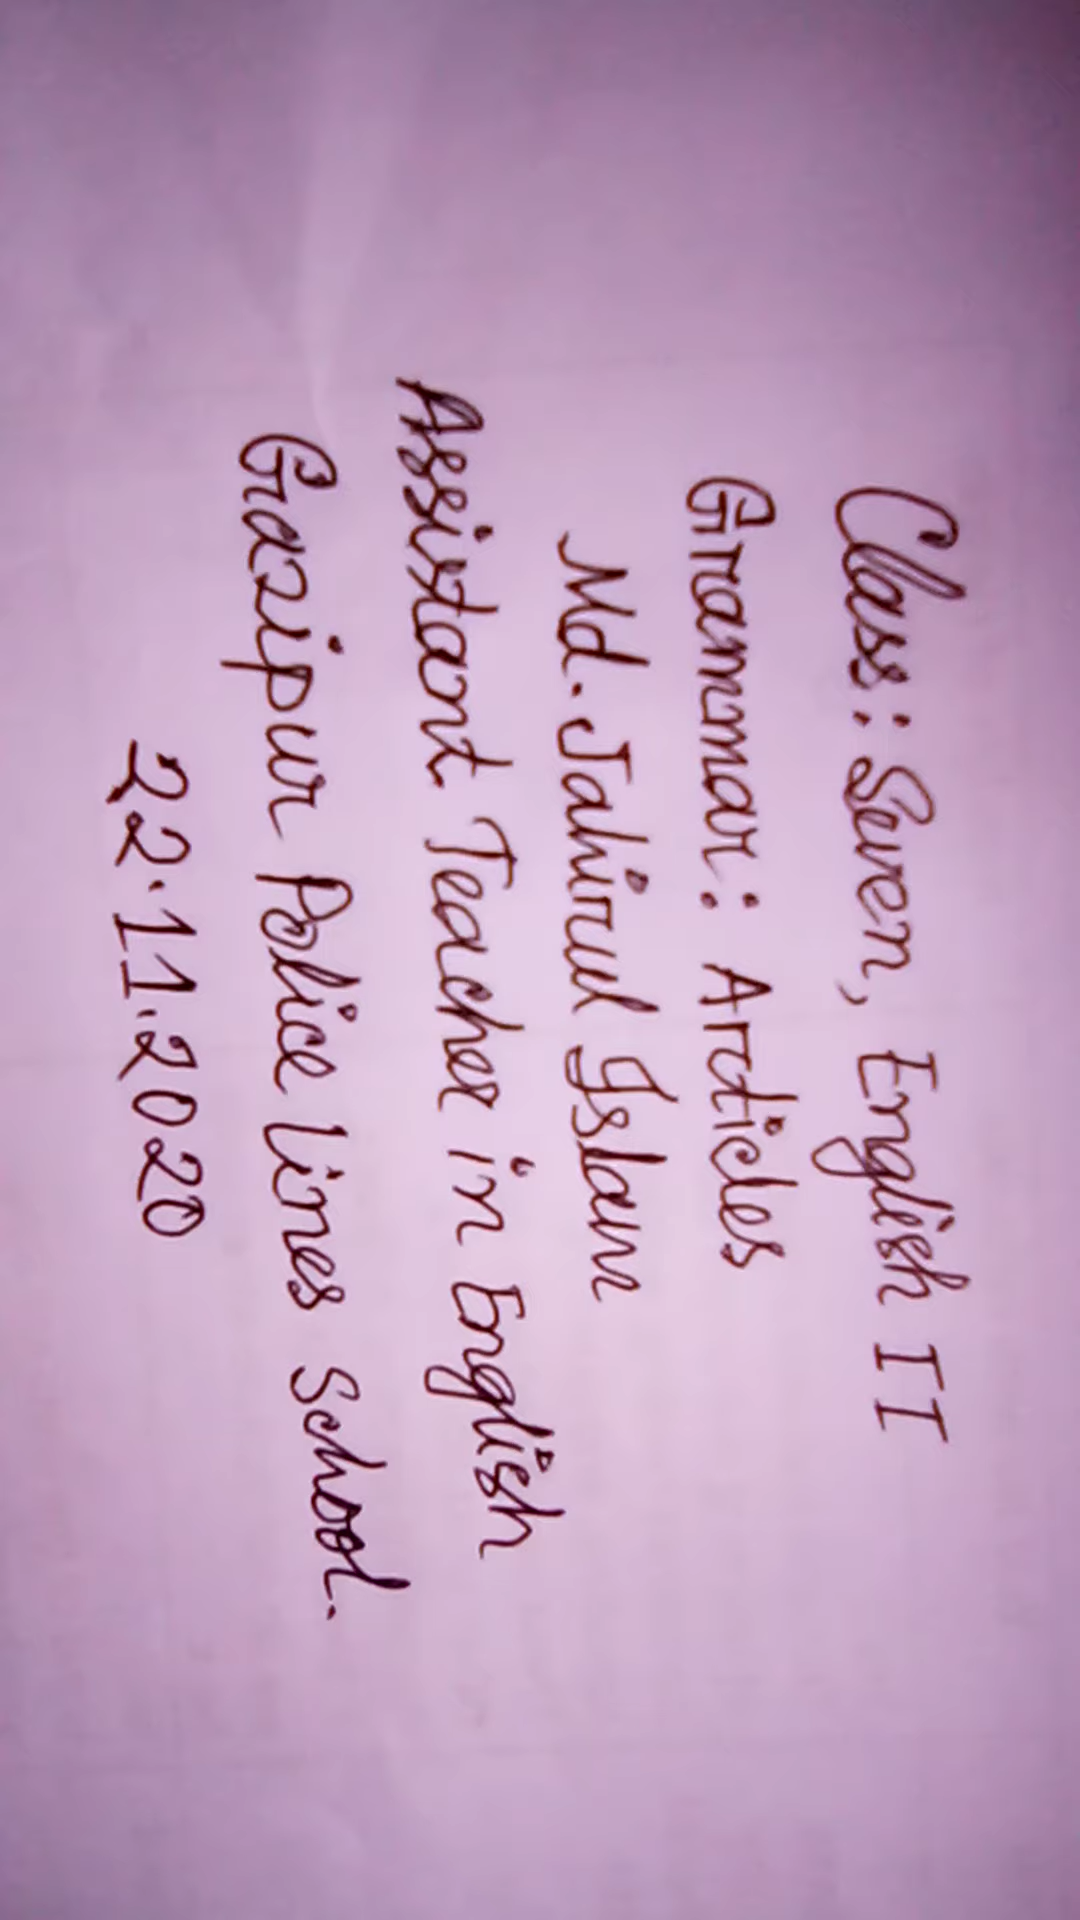 Class: Seven, English II
Grammar: Articles
Md. Jahirul Islam
Assistant Teacher in English
Gazipur Police Lines School.
22.11.2020